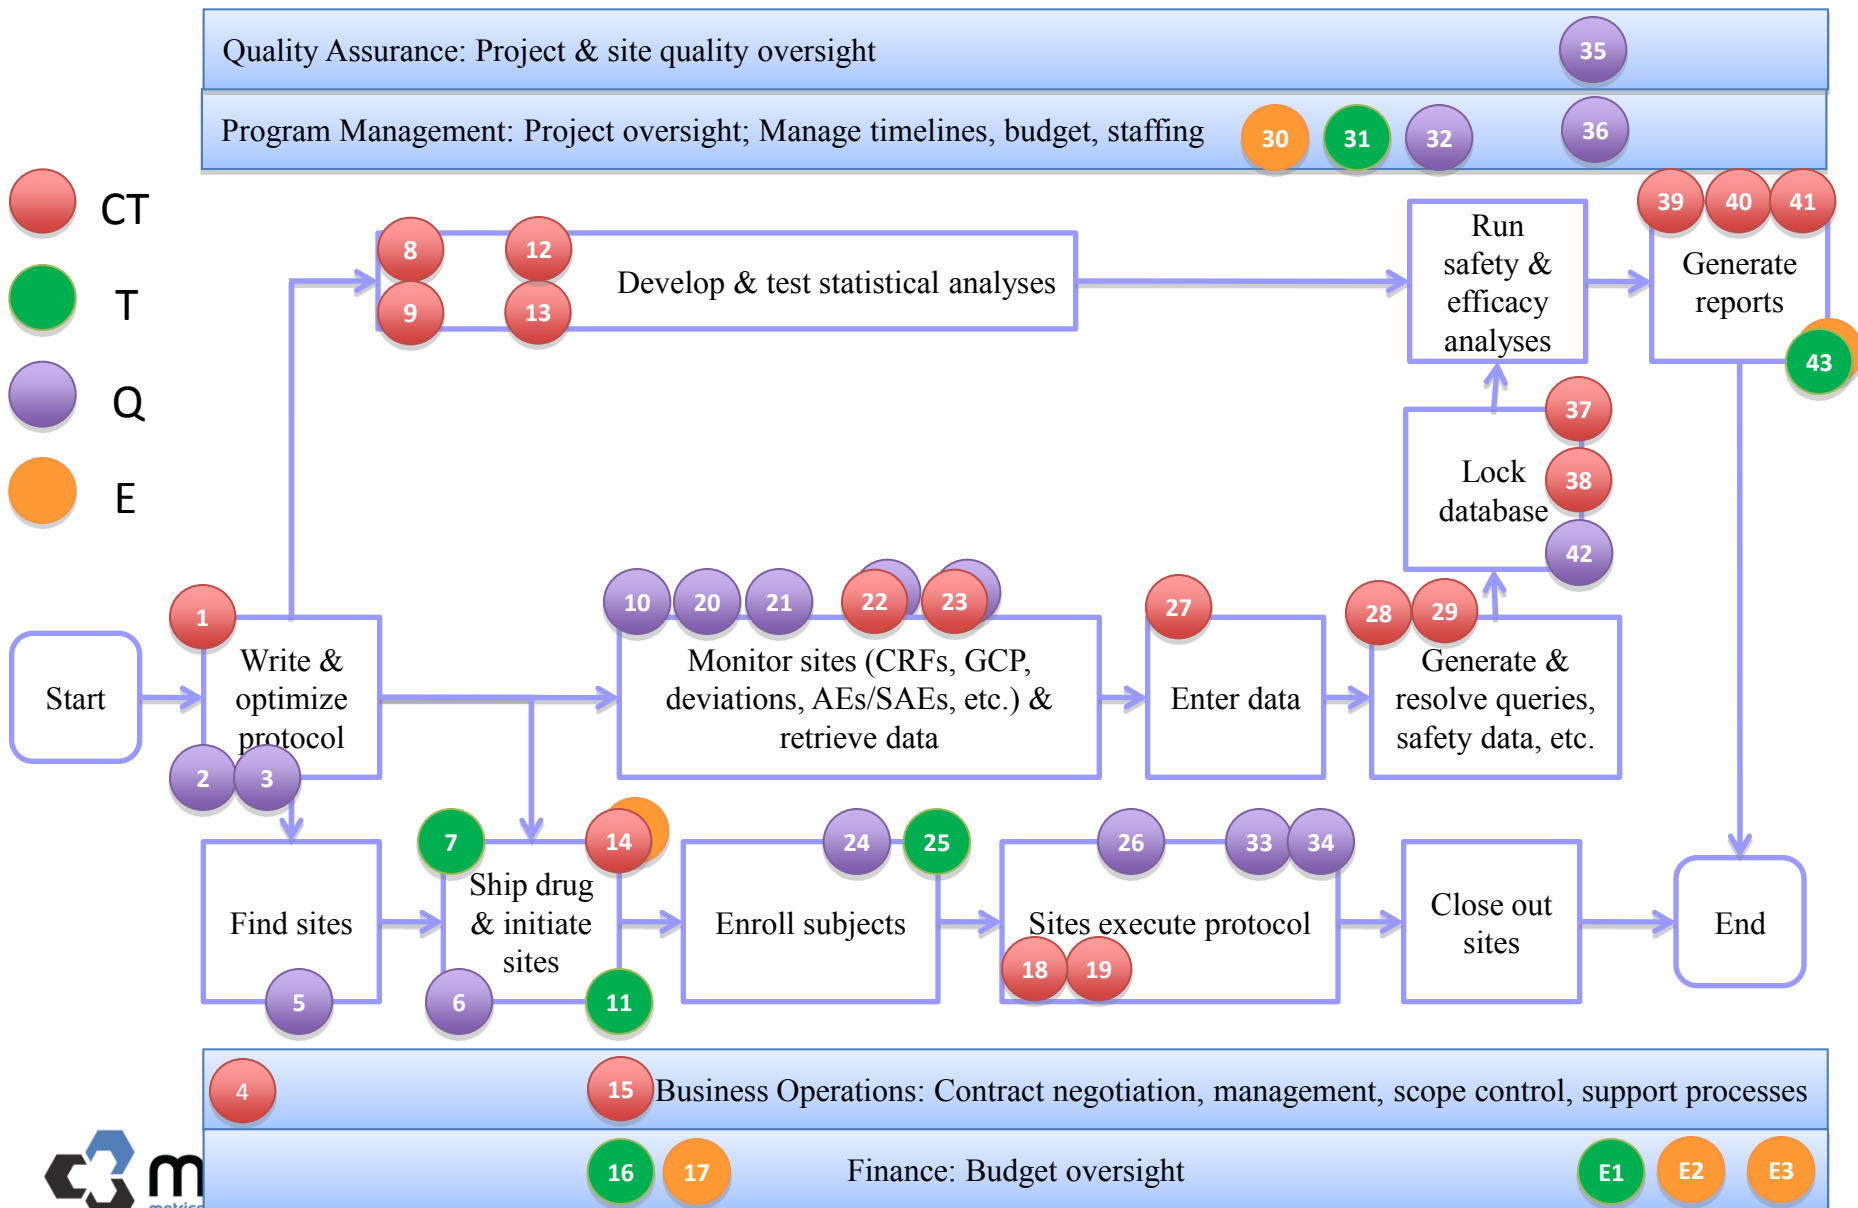 Quality Assurance: Project & site quality oversight
35
Program Management: Project oversight; Manage timelines, budget, staffing
30
31
32
36
CT
T
Q
E
8
12
9
13
Develop & test statistical analyses
Run
safety &
efficacy
analyses
39
40
41
Generate
reports
43
37
38
42
Lock
database
Start
1
Write &
optimize
protocol
2
3
10
20
21
22
23
Monitor sites (CRFs, GCP,
deviations, AEs/SAEs, etc.) &
retrieve data
27
Enter data
28
29
Generate &
resolve queries,
safety data, etc.
Find sites
5
7
14
Ship drug
& initiate
sites
6
11
24
25
Enroll subjects
26
33
34
Sites execute protocol
18
19
Close out
sites
End
4
15
Business Operations: Contract negotiation, management, scope control, support processes
16
17
Finance: Budget oversight
E1
E2
E3
m